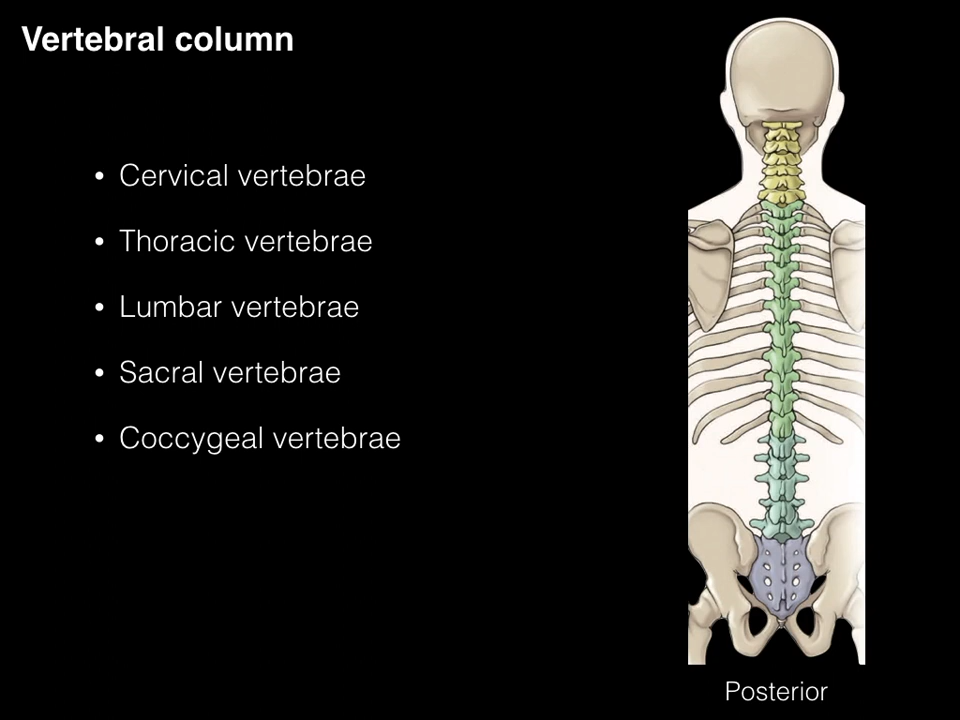 Vertebral column
• Cervical vertebrae
• Thoracic vertebrae
• Lumbar vertebrae
• Sacral vertebrae
• Coccygeal vertebrae
Posterior